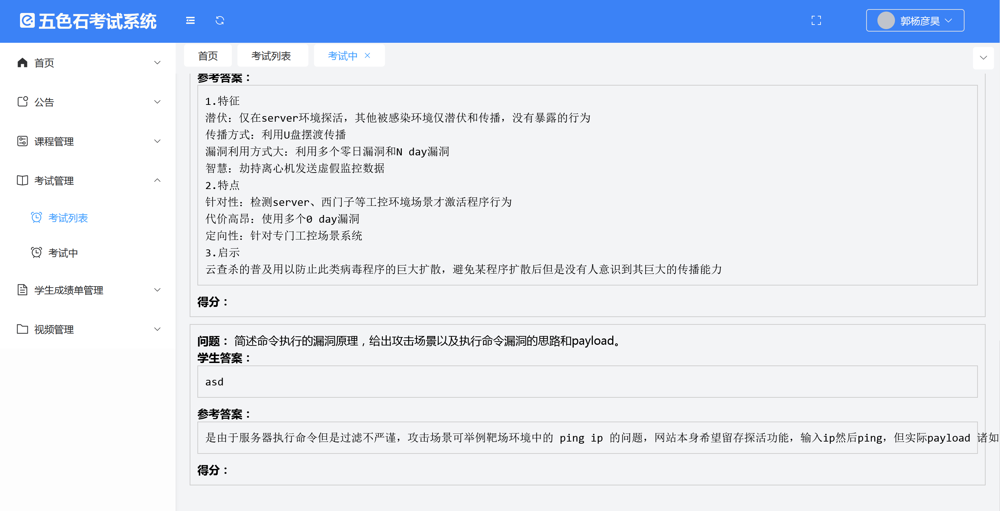 五色石考试系统
郭杨彦昊
首页
公告
课程管理
考试管理
考试列表
考试中
学生成绩单管理
视频管理
首页 考试列表 考试中
参考答案：
1.特征
潜伏：仅在server环境探活，其他被感染环境仅潜伏和传播，没有暴露的行为
传播方式：利用U盘摆渡传播
漏洞利用方式大：利用多个零日漏洞和N day漏洞
智慧：劫持离心机发送虚假监控数据
2.特点
针对性：检测server、西门子等工控环境场景才激活程序行为
代价高昂：使用多个0 day漏洞
定向性：针对专门工控场景系统
3.启示
云查杀的普及用以防止此类病毒程序的巨大扩散，避免某程序扩散后但是没有人意识到其巨大的传播能力
得分：
问题： 简述命令执行的漏洞原理，给出攻击场景以及执行命令漏洞的思路和payload。
学生答案：
asd
参考答案：
是由于服务器执行命令但是过滤不严谨，攻击场景可举例靶场环境中的 ping ip 的问题，网站本身希望留存探活功能，输入ip然后ping，但实际payload 诸如
得分：